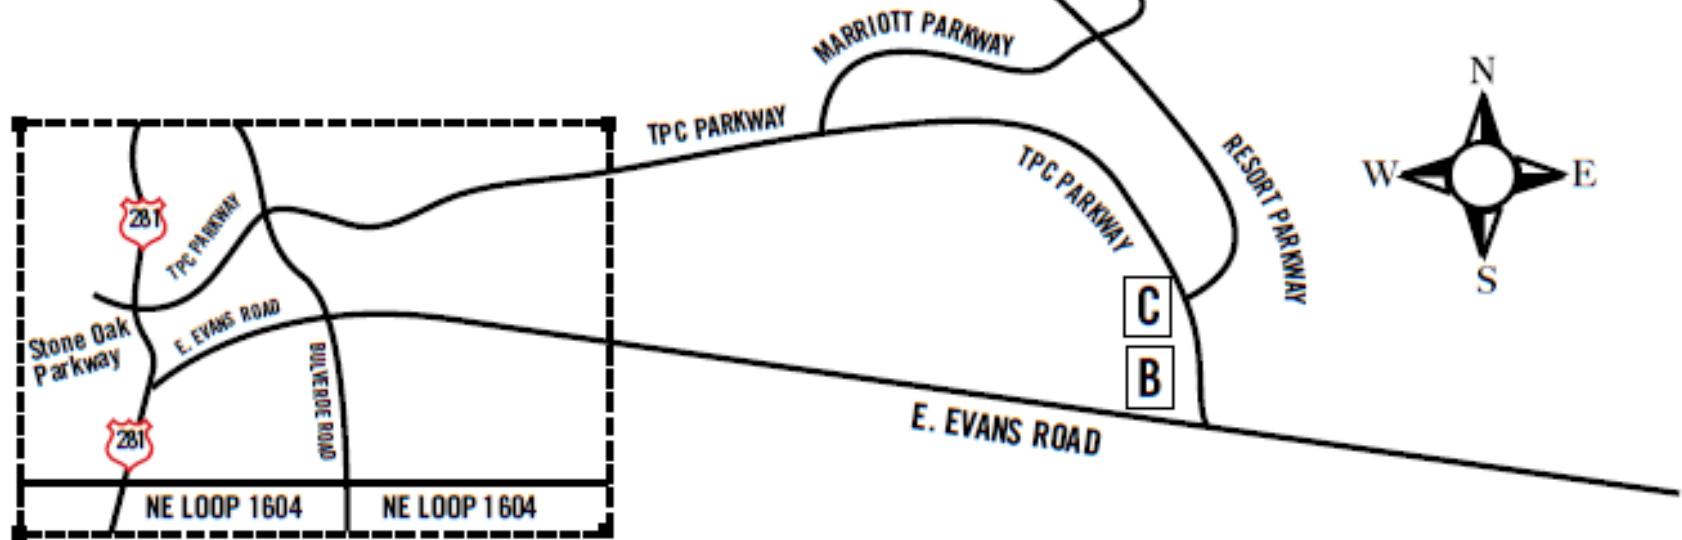 MARRIOTT PARKWAY
N
TPC PARKWAY
RESORT PARKWAY
W
E
TPC PARKWAY
281
TPC PARKWAY
S
C
E. EVANS ROAD
Stone Oak
Parkway
BULVERDE ROAD
B
E. EVANS ROAD
281
NE LOOP 1604
NE LOOP 1604